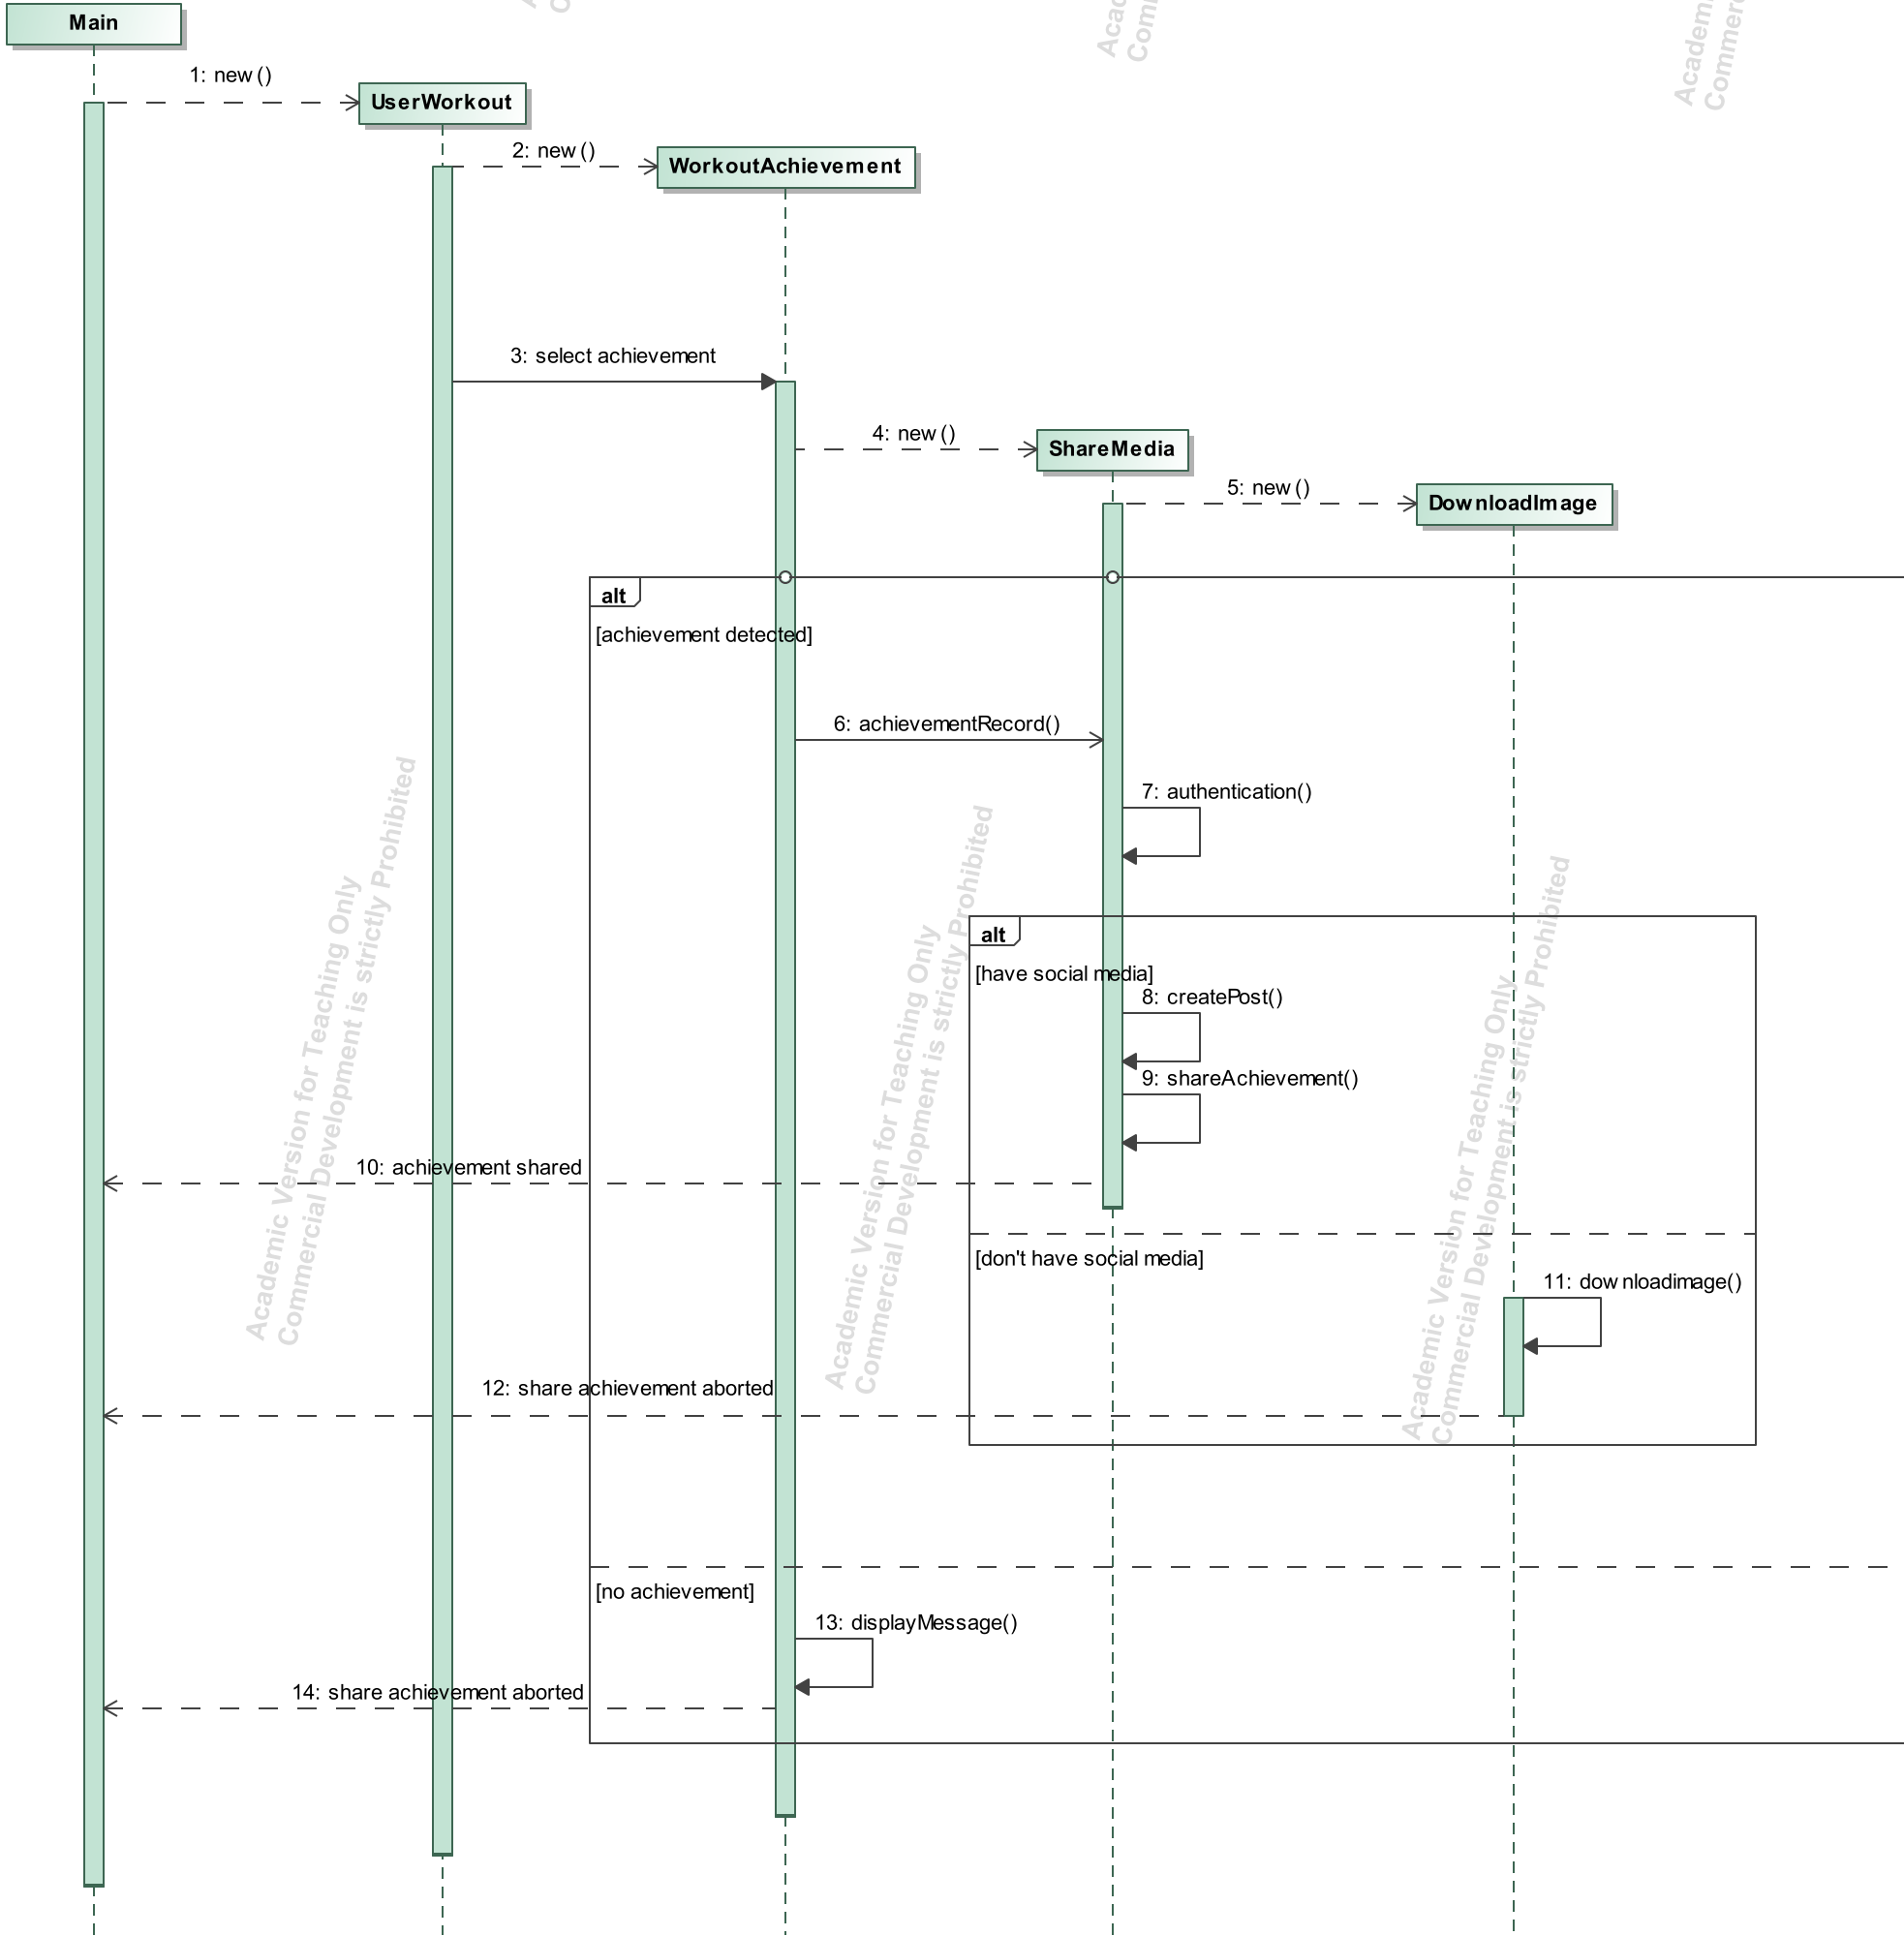 Main
1: new()
UserWorkout
2: new()
WorkoutAchievement
3: select achievement
4: new()
ShareMedia
5: new()
DownloadImage
alt
[achievement detected]
6: achievementRecord()
7: authentication()
alt
[have social media]
8: createPost()
9: shareAchievement()
10: achievement shared
[don't have social media]
11: downloadimage()
12: share achievement aborted
[no achievement]
13: displayMessage()
14: share achievement aborted
Academic Version for Teaching Only
Commercial Development is strictly Prohibited
Academic Version for Teaching Only
Commercial Development is strictly Prohibited
Academic Version for Teaching Only
Commercial Development is strictly Prohibited